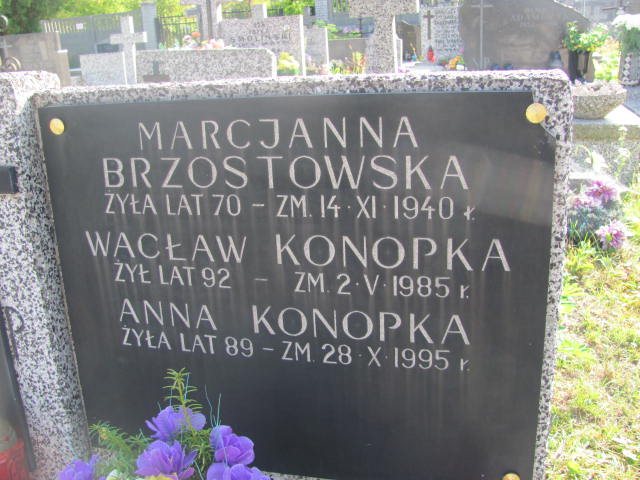 SMOLIŃSKI
MARCJANNA
BRZOSTOWSKA
ŻYŁA LAT 70 – ZM. 14·XI·1940 r.
WACŁAW KONOPKA
ŻYŁ LAT 92 – ZM. 2·V·1985 r.
ANNA KONOPKA
ŻYŁA LAT 89 – ZM. 28·X·1995 r.